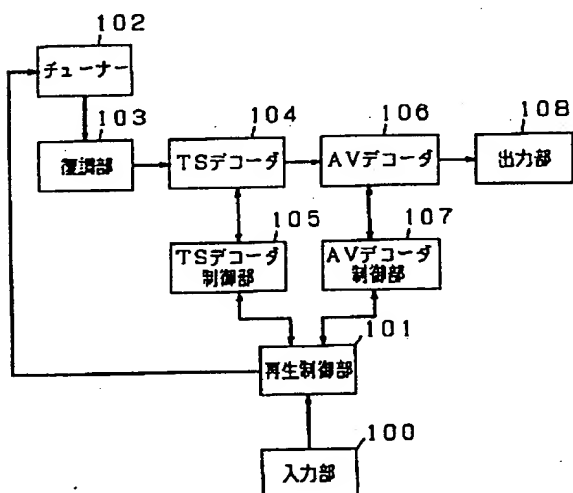 102
チューナー
103
復調部
104
TSデコーダ
106
AVデコーダ
108
出力部
105
TSデコーダ
制御部
107
AVデコーダ
制御部
101
再生制御部
100
入力部